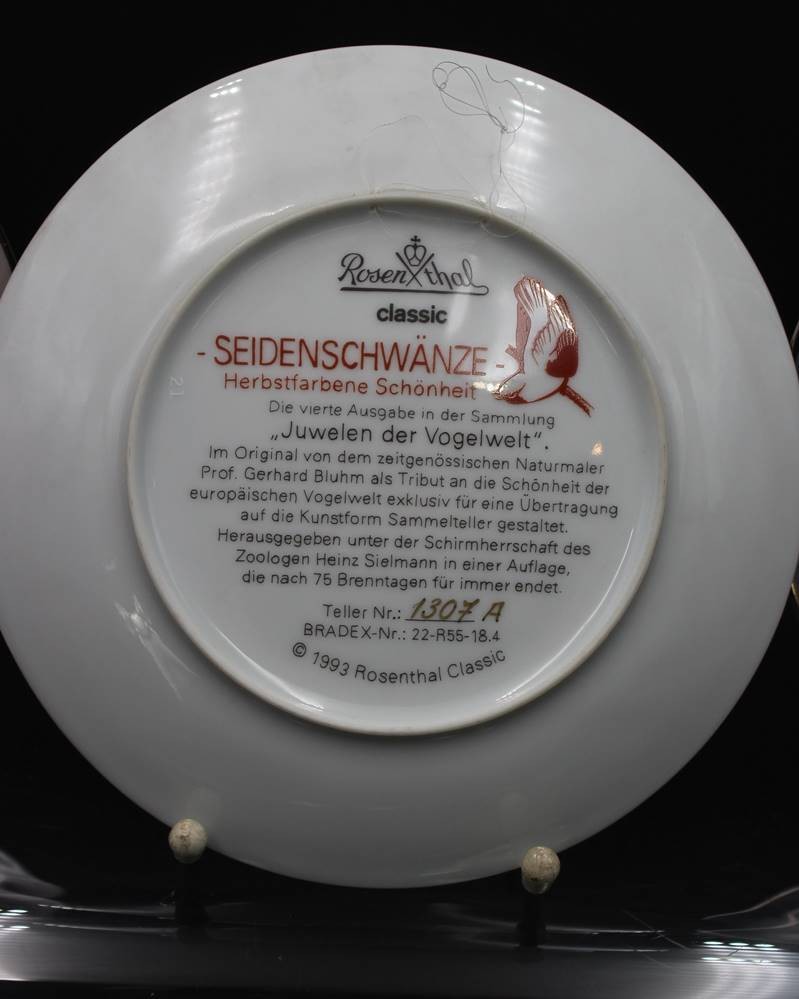 Rosenthal
classic
- SEIDENSCHWÄNZE -
Herbstfarbene Schönheit
Die vierte Ausgabe in der Sammlung
„Juwelen der Vogelwelt“.
Im Original von dem zeitgenössischen Naturmaler
Prof. Gerhard Bluhm als Tribut an die Schönheit der
europäischen Vogelwelt exklusiv für eine Übertragung
auf die Kunstform Sammelteller gestaltet.
Herausgegeben unter der Schirmherrschaft des
Zoologen Heinz Sielmann in einer Auflage,
die nach 75 Brenntagen für immer endet.
Teller Nr.: 1307 A
BRADEX-Nr.: 22-R55-18.4
© 1993 Rosenthal Classic
21